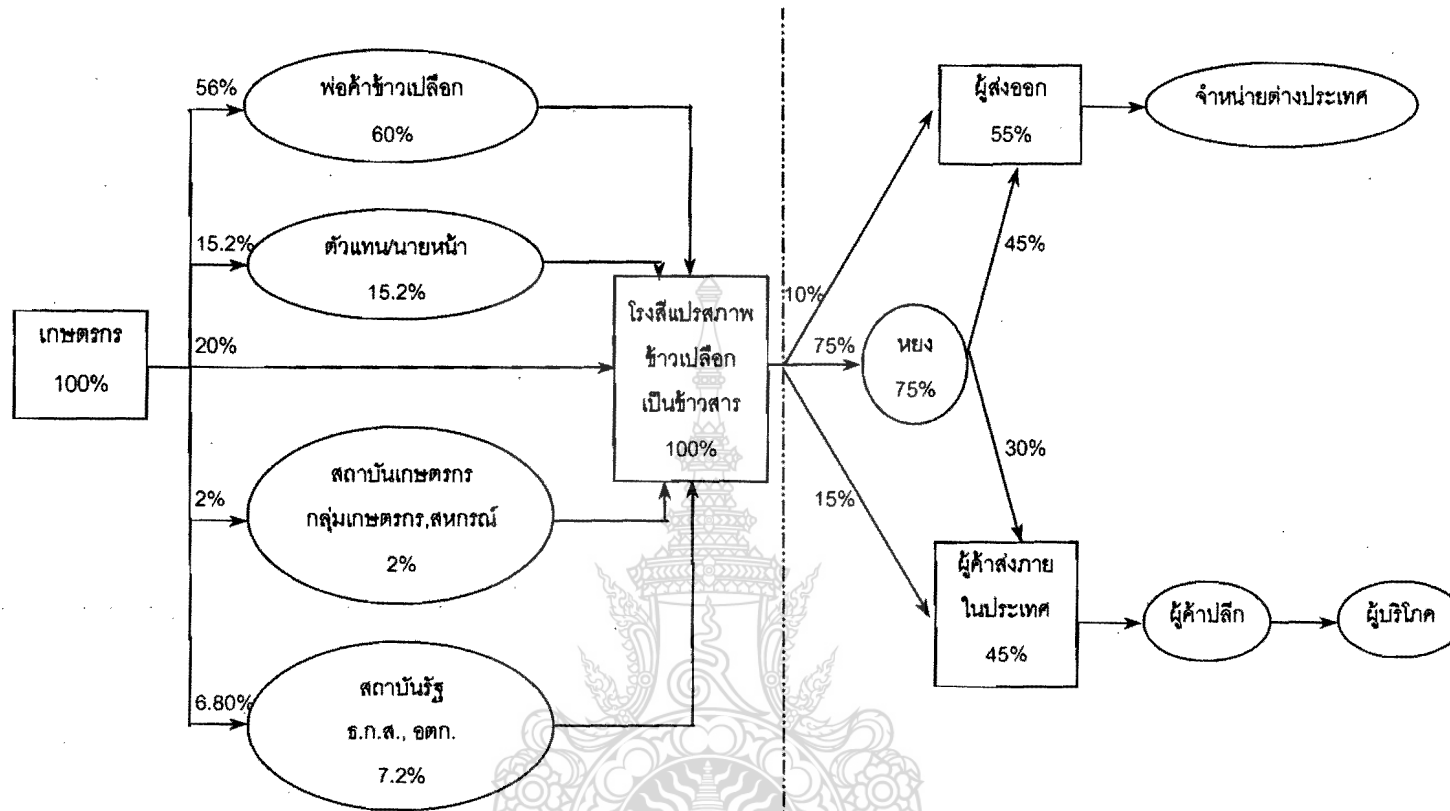 เกษตรกร
100%
56%
พ่อค้าข้าวเปลือก
60%
15.2%
ตัวแทน/นายหน้า
15.2%
20%
2%
สถาบันเกษตรกร
กลุ่มเกษตรกร,สหกรณ์
2%
6.80%
สถาบันรัฐ
ธ.ก.ส., อตก.
7.2%
โรงสีแปรสภาพ
ข้าวเปลือก
เป็นข้าวสาร
100%
10%
75%
15%
หยง
75%
45%
30%
ผู้ส่งออก
55%
จำหน่ายต่างประเทศ
ผู้ค้าส่งภาย
ในประเทศ
45%
ผู้ค้าปลีก
ผู้บริโภค